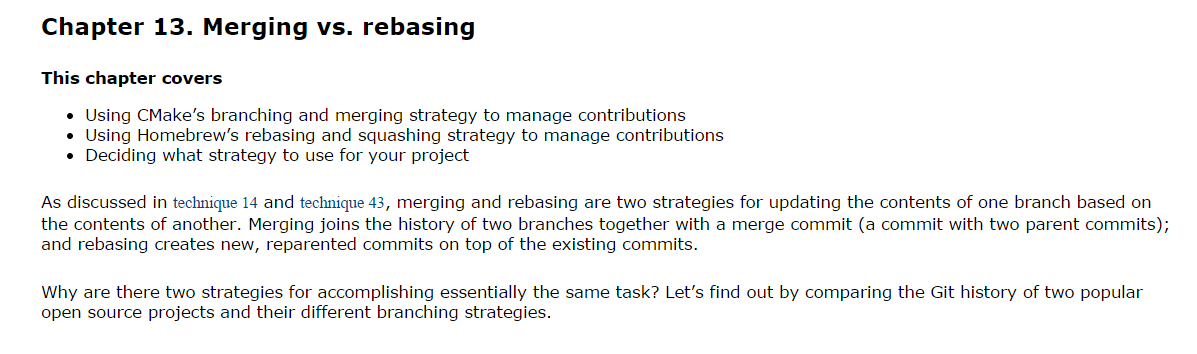 Chapter 13. Merging vs. rebasing
This chapter covers
• Using CMake’s branching and merging strategy to manage contributions
• Using Homebrew’s rebasing and squashing strategy to manage contributions
• Deciding what strategy to use for your project
As discussed in technique 14 and technique 43, merging and rebasing are two strategies for updating the contents of one branch based on
the contents of another. Merging joins the history of two branches together with a merge commit (a commit with two parent commits);
and rebasing creates new, reparented commits on top of the existing commits.
Why are there two strategies for accomplishing essentially the same task? Let’s find out by comparing the Git history of two popular
open source projects and their different branching strategies.